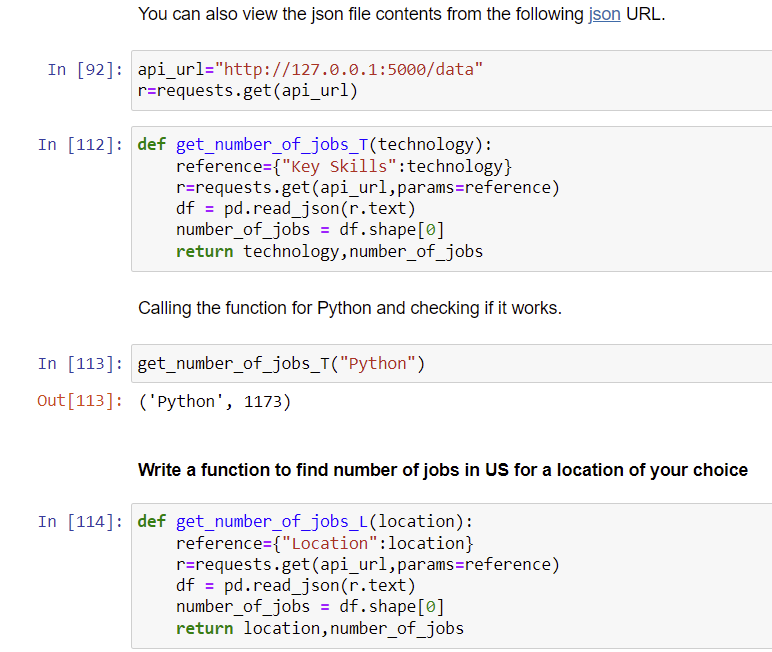 You can also view the json file contents from the following json URL.
In [92]: api_url="http://127.0.0.1:5000/data"
r=requests.get(api_url)
In [112]: def get_number_of_jobs_T(technology):
    reference={"Key Skills":technology}
    r=requests.get(api_url,params=reference)
    df = pd.read_json(r.text)
    number_of_jobs = df.shape[0]
    return technology,number_of_jobs
Calling the function for Python and checking if it works.
In [113]: get_number_of_jobs_T("Python")
Out[113]: ('Python', 1173)
Write a function to find number of jobs in US for a location of your choice
In [114]: def get_number_of_jobs_L(location):
    reference={"Location":location}
    r=requests.get(api_url,params=reference)
    df = pd.read_json(r.text)
    number_of_jobs = df.shape[0]
    return location,number_of_jobs